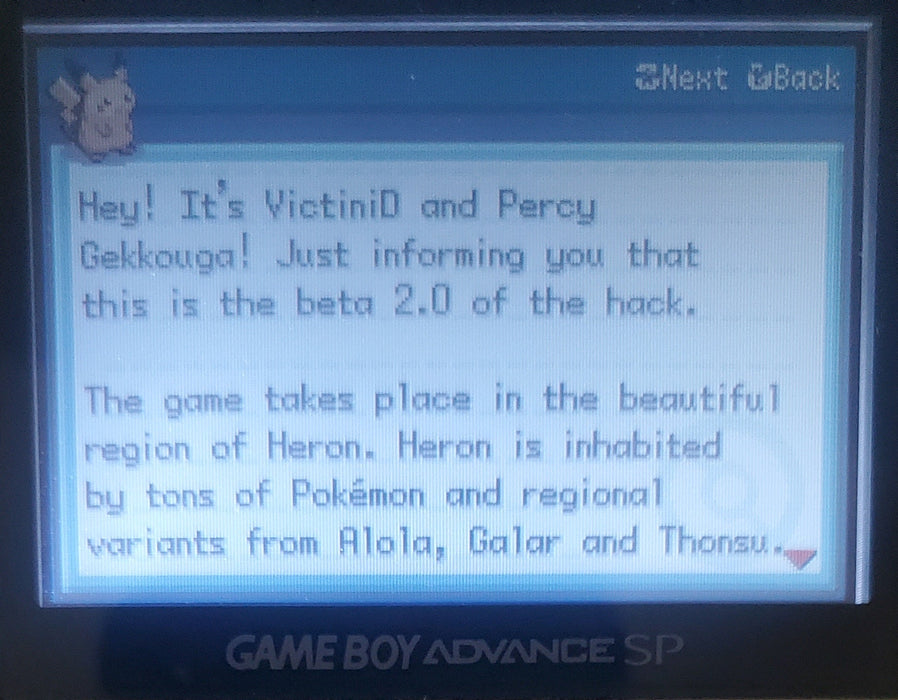 Next Back
Hey! It's VictiniD and Percy
Gekkouga! Just informing you that
this is the beta 2.0 of the hack.
The game takes place in the beautiful
region of Heron. Heron is inhabited
by tons of Pokémon and regional
variants from Alola, Galar and Thonsu.
GAME BOY ADVANCE SP